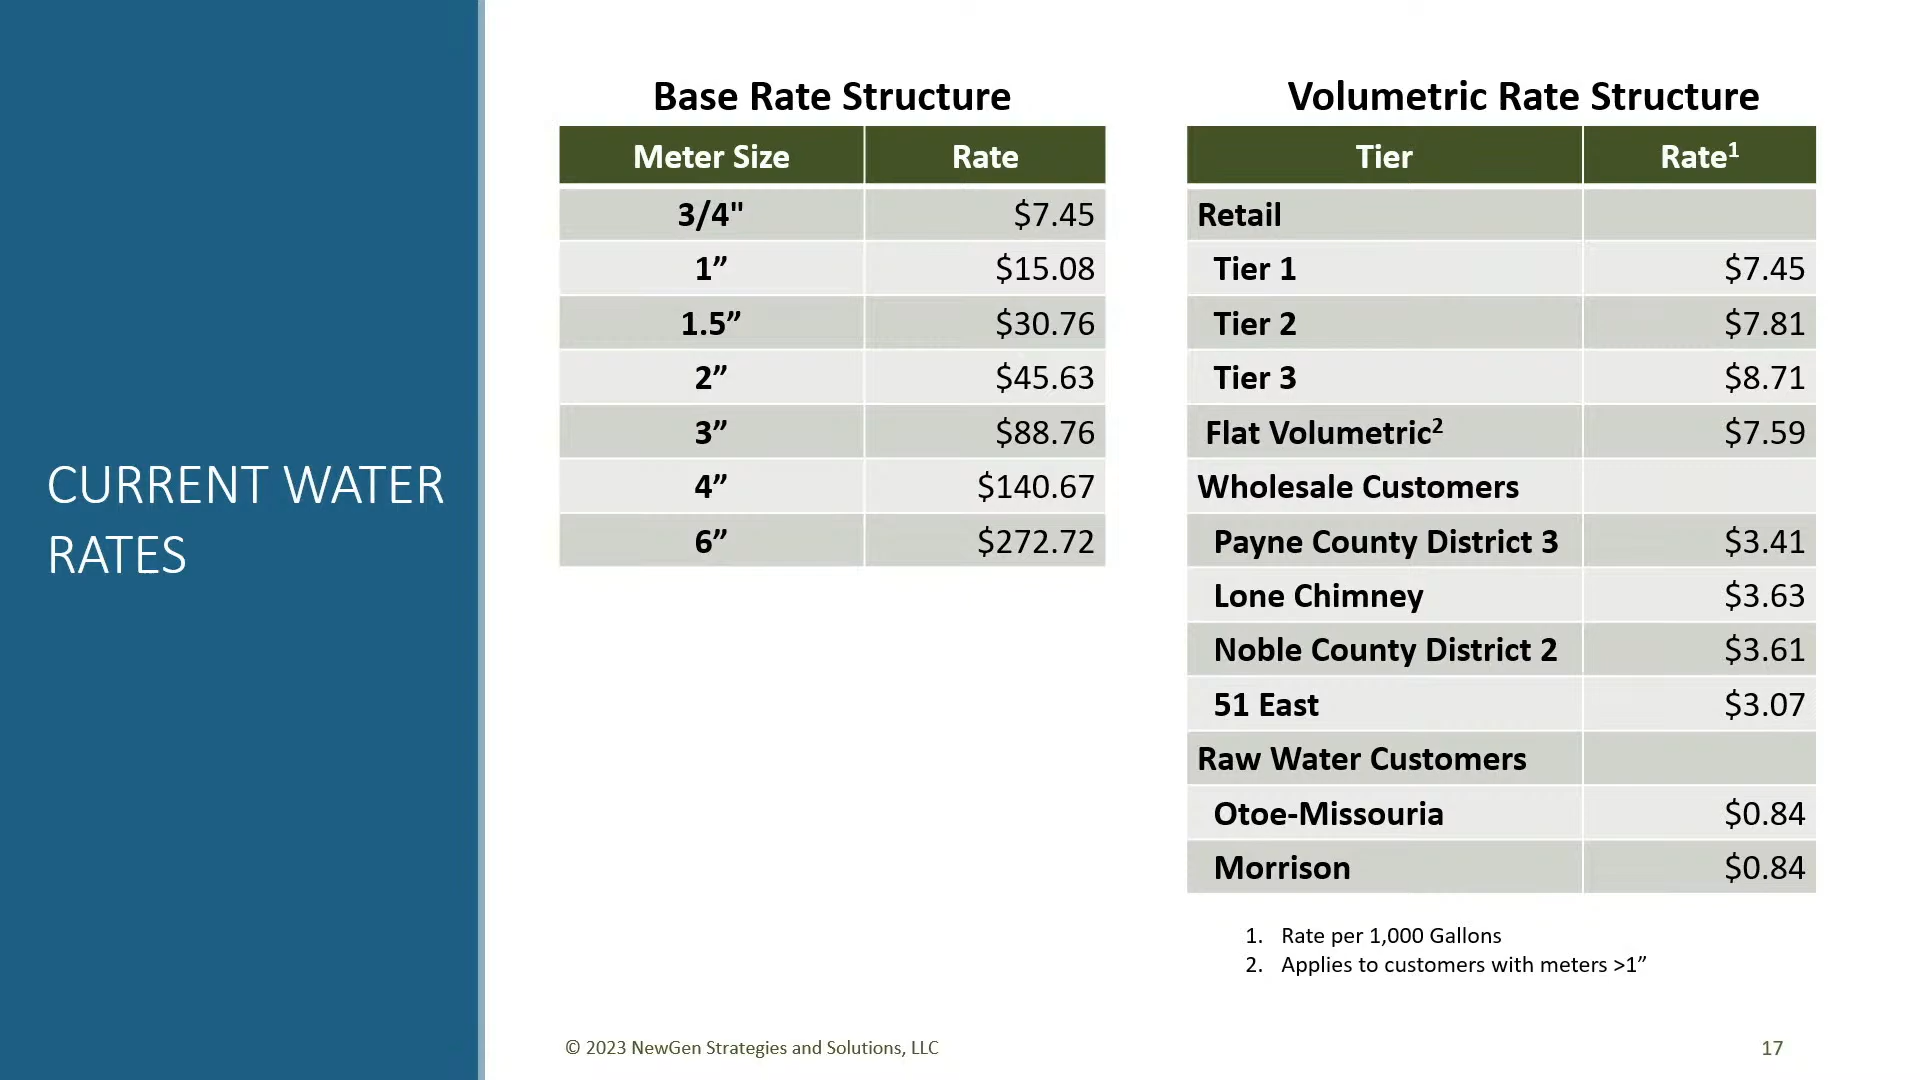 CURRENT WATER
RATES
Base Rate Structure
Meter Size Rate
3/4" $7.45
1” $15.08
1.5” $30.76
2” $45.63
3” $88.76
4” $140.67
6” $272.72
Volumetric Rate Structure
Tier Rate¹
Retail
Tier 1 $7.45
Tier 2 $7.81
Tier 3 $8.71
Flat Volumetric² $7.59
Wholesale Customers
Payne County District 3 $3.41
Lone Chimney $3.63
Noble County District 2 $3.61
51 East $3.07
Raw Water Customers
Otoe-Missouria $0.84
Morrison $0.84
1. Rate per 1,000 Gallons
2. Applies to customers with meters >1”
© 2023 NewGen Strategies and Solutions, LLC
17